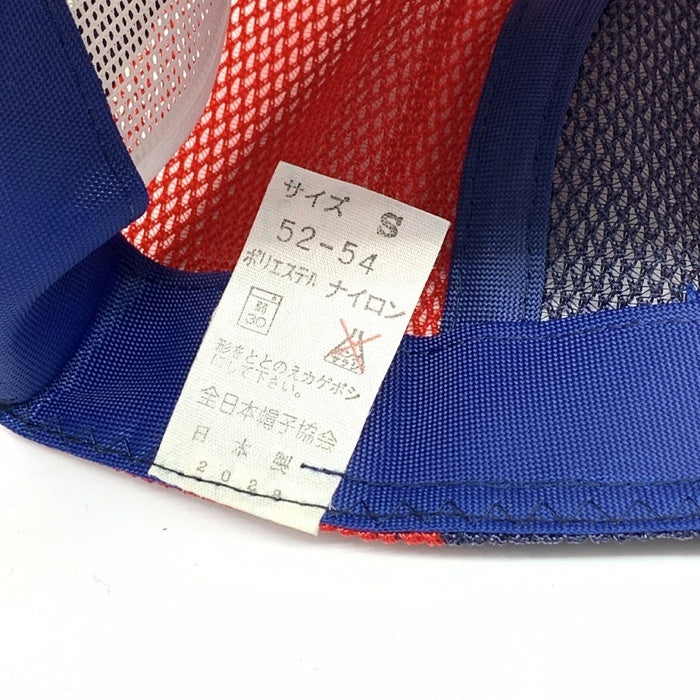 サイズ S
52-54
ポリエステル ナイロン
弱
30
形をととのえカゲボシ
にして下さい。
全日本帽子協会
日本製